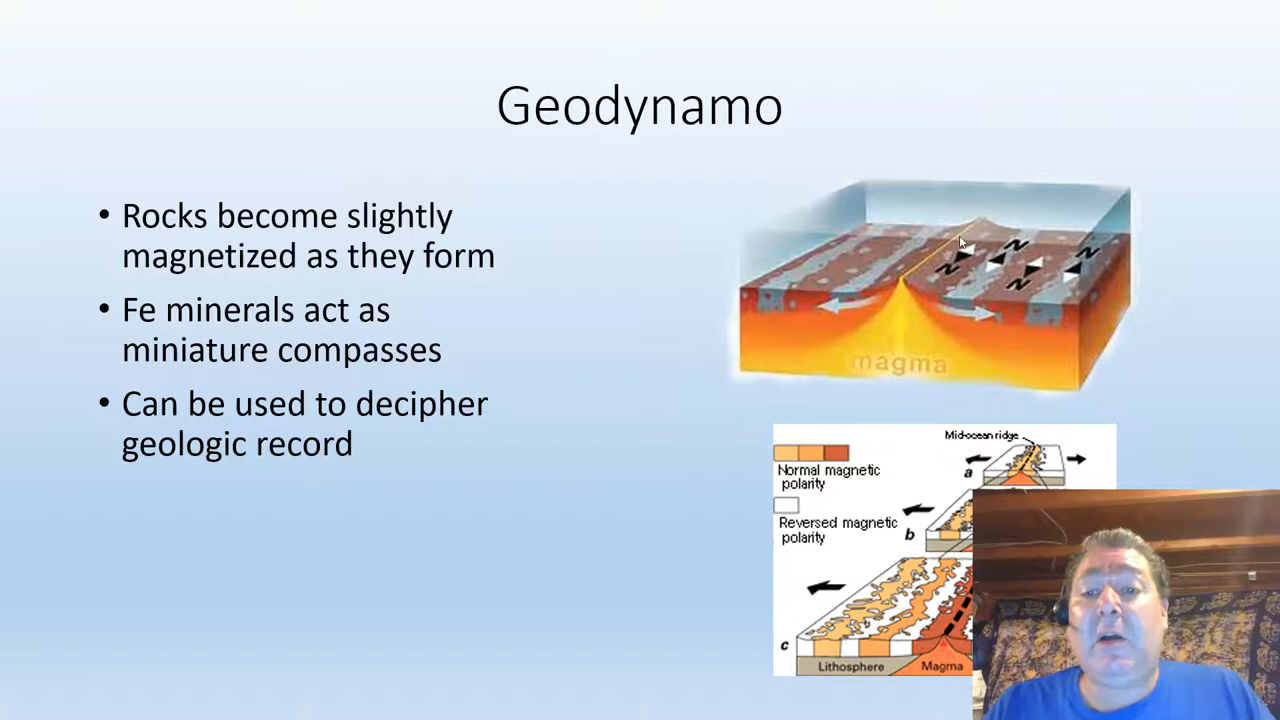 Geodynamo
• Rocks become slightly
magnetized as they form
• Fe minerals act as
miniature compasses
• Can be used to decipher
geologic record
N
N
N
N
magma
Mid-ocean ridge
Normal magnetic
polarity
a
Reversed magnetic
polarity
b
c
Lithosphere
Magma